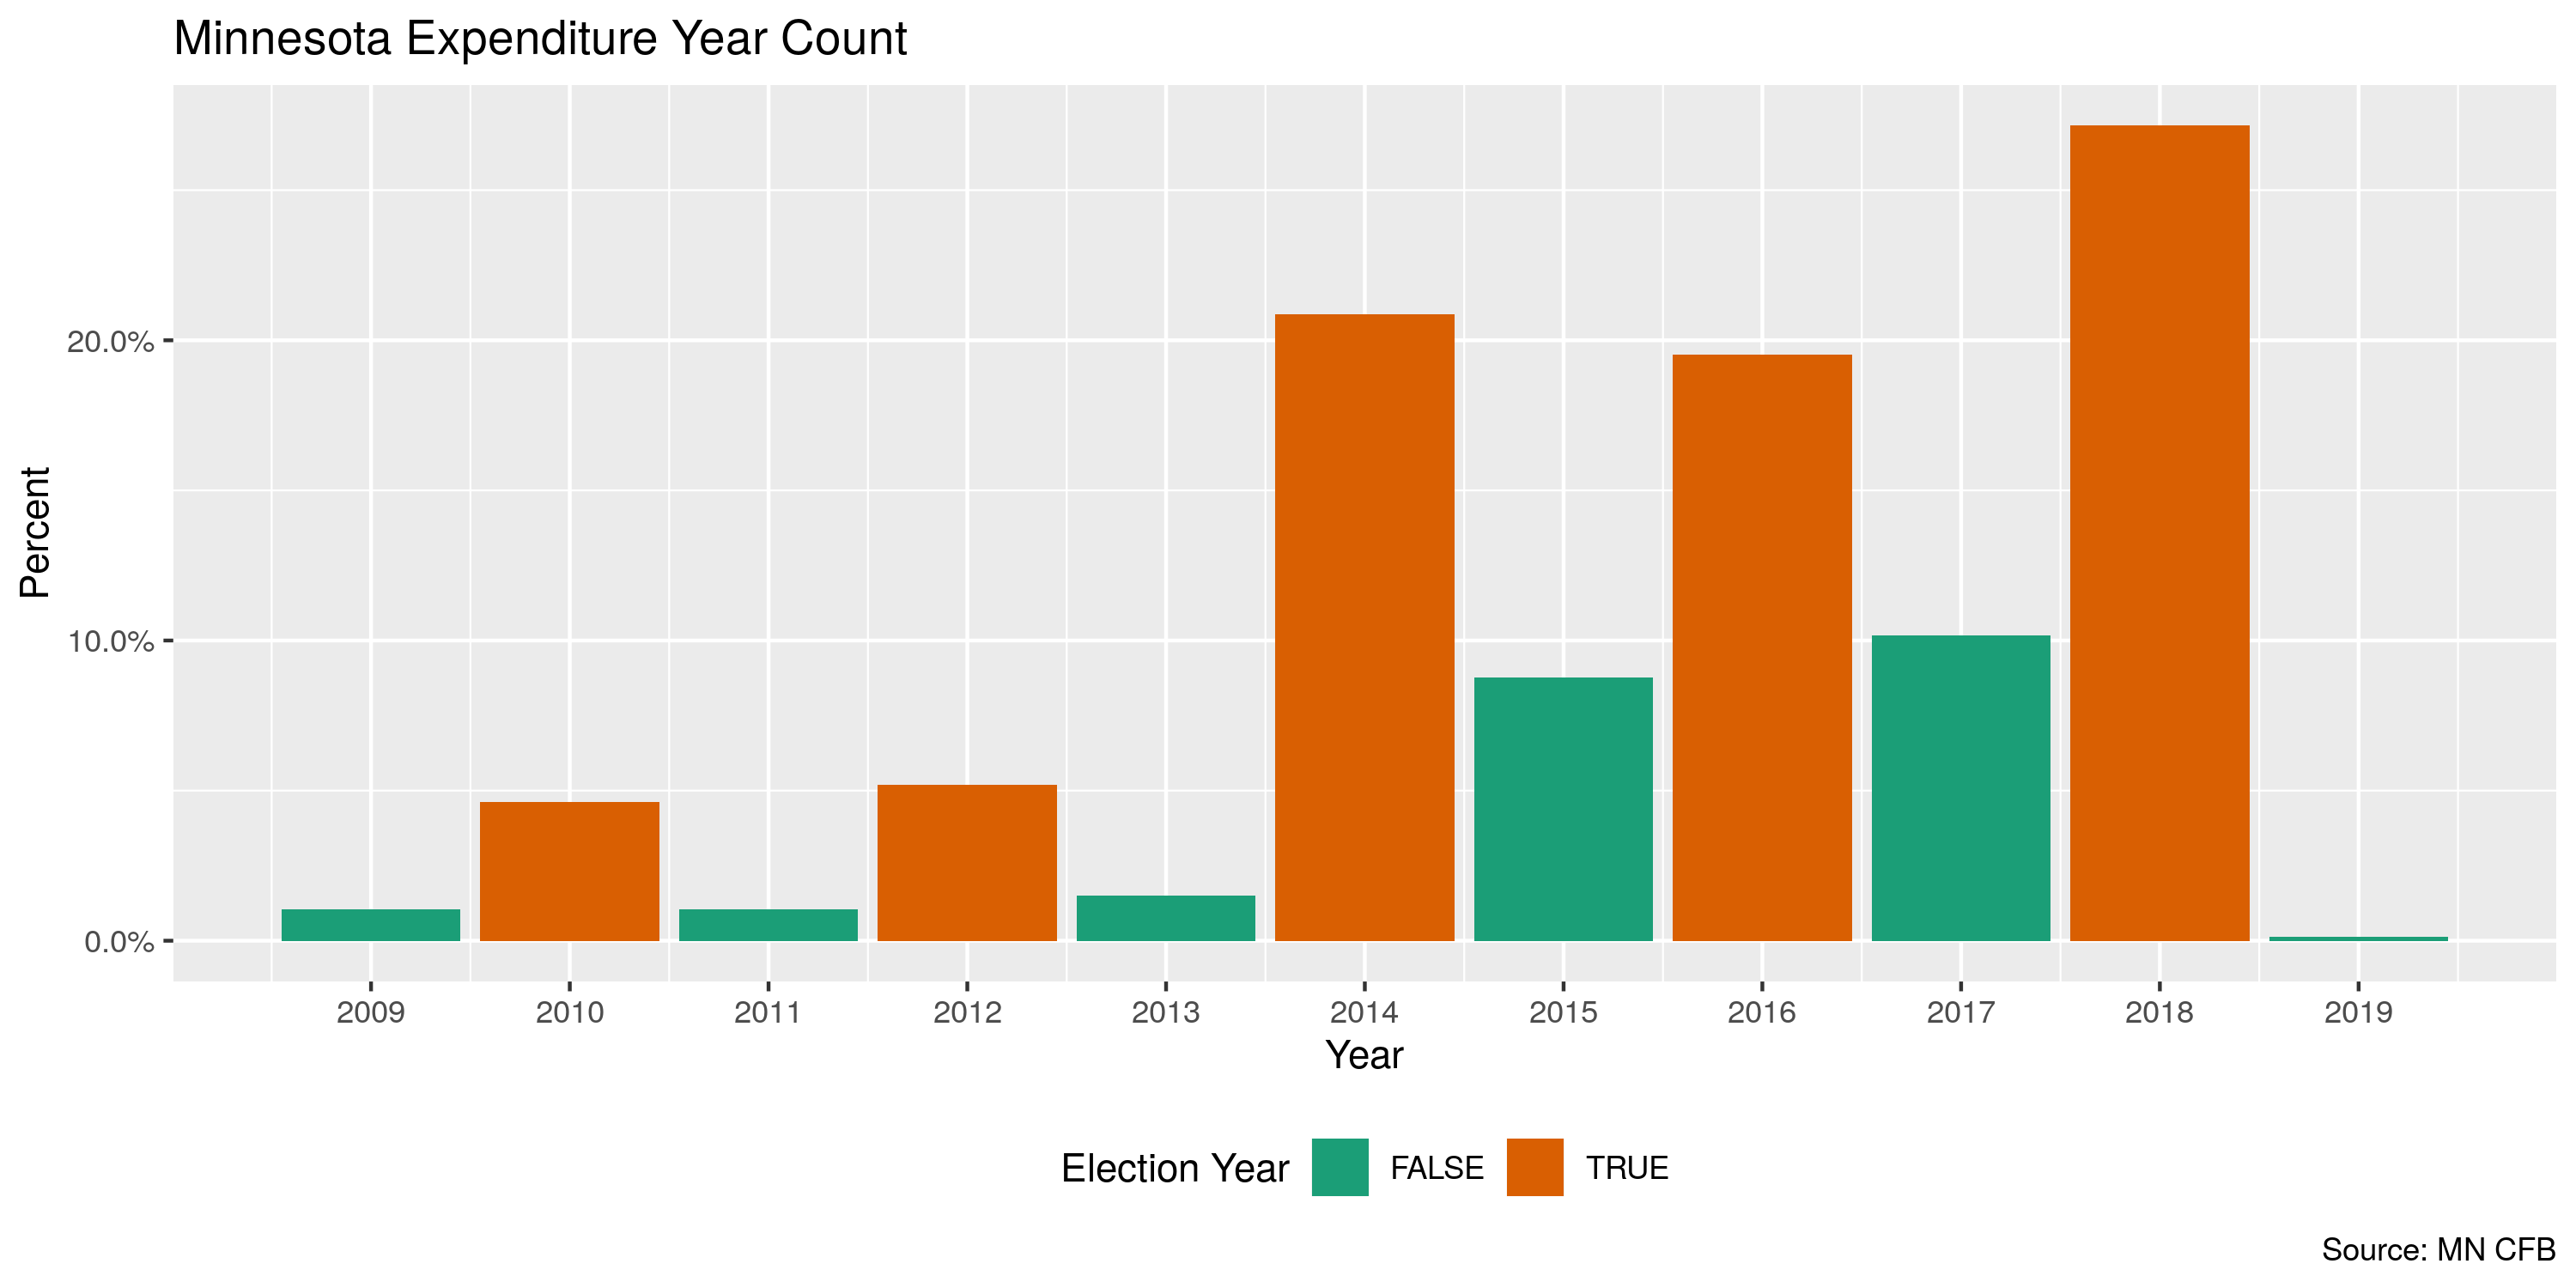 Minnesota Expenditure Year Count
Percent
20.0%
10.0%
0.0%
2009 2010 2011 2012 2013 2014 2015 2016 2017 2018 2019
Year
Election Year FALSE TRUE
Source: MN CFB